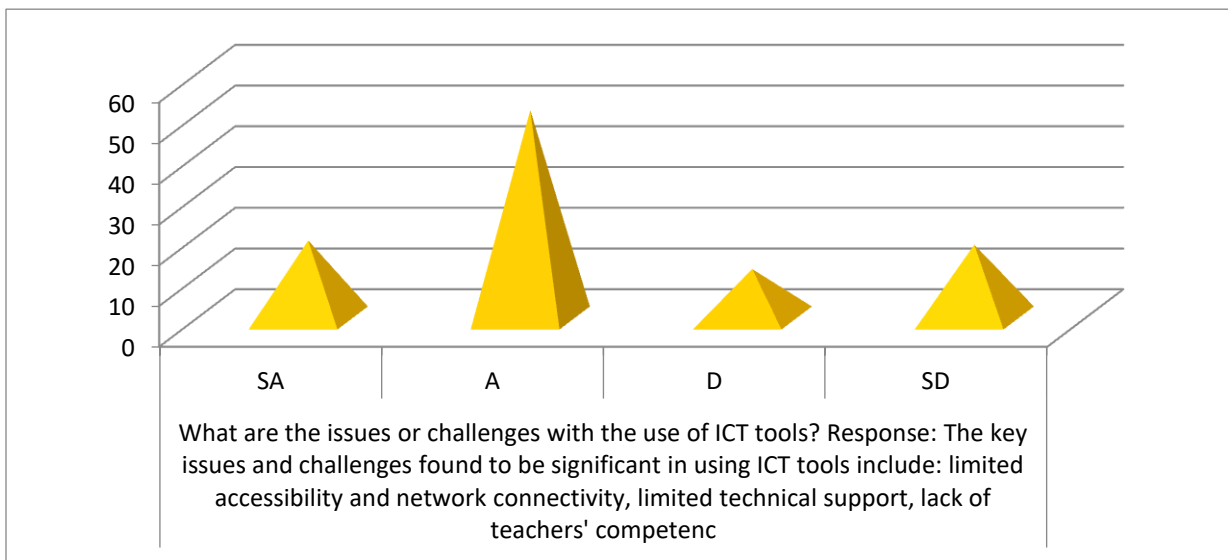 60
50
40
30
20
10
0
SA A D SD
What are the issues or challenges with the use of ICT tools? Response: The key
issues and challenges found to be significant in using ICT tools include: limited
accessibility and network connectivity, limited technical support, lack of
teachers' competenc